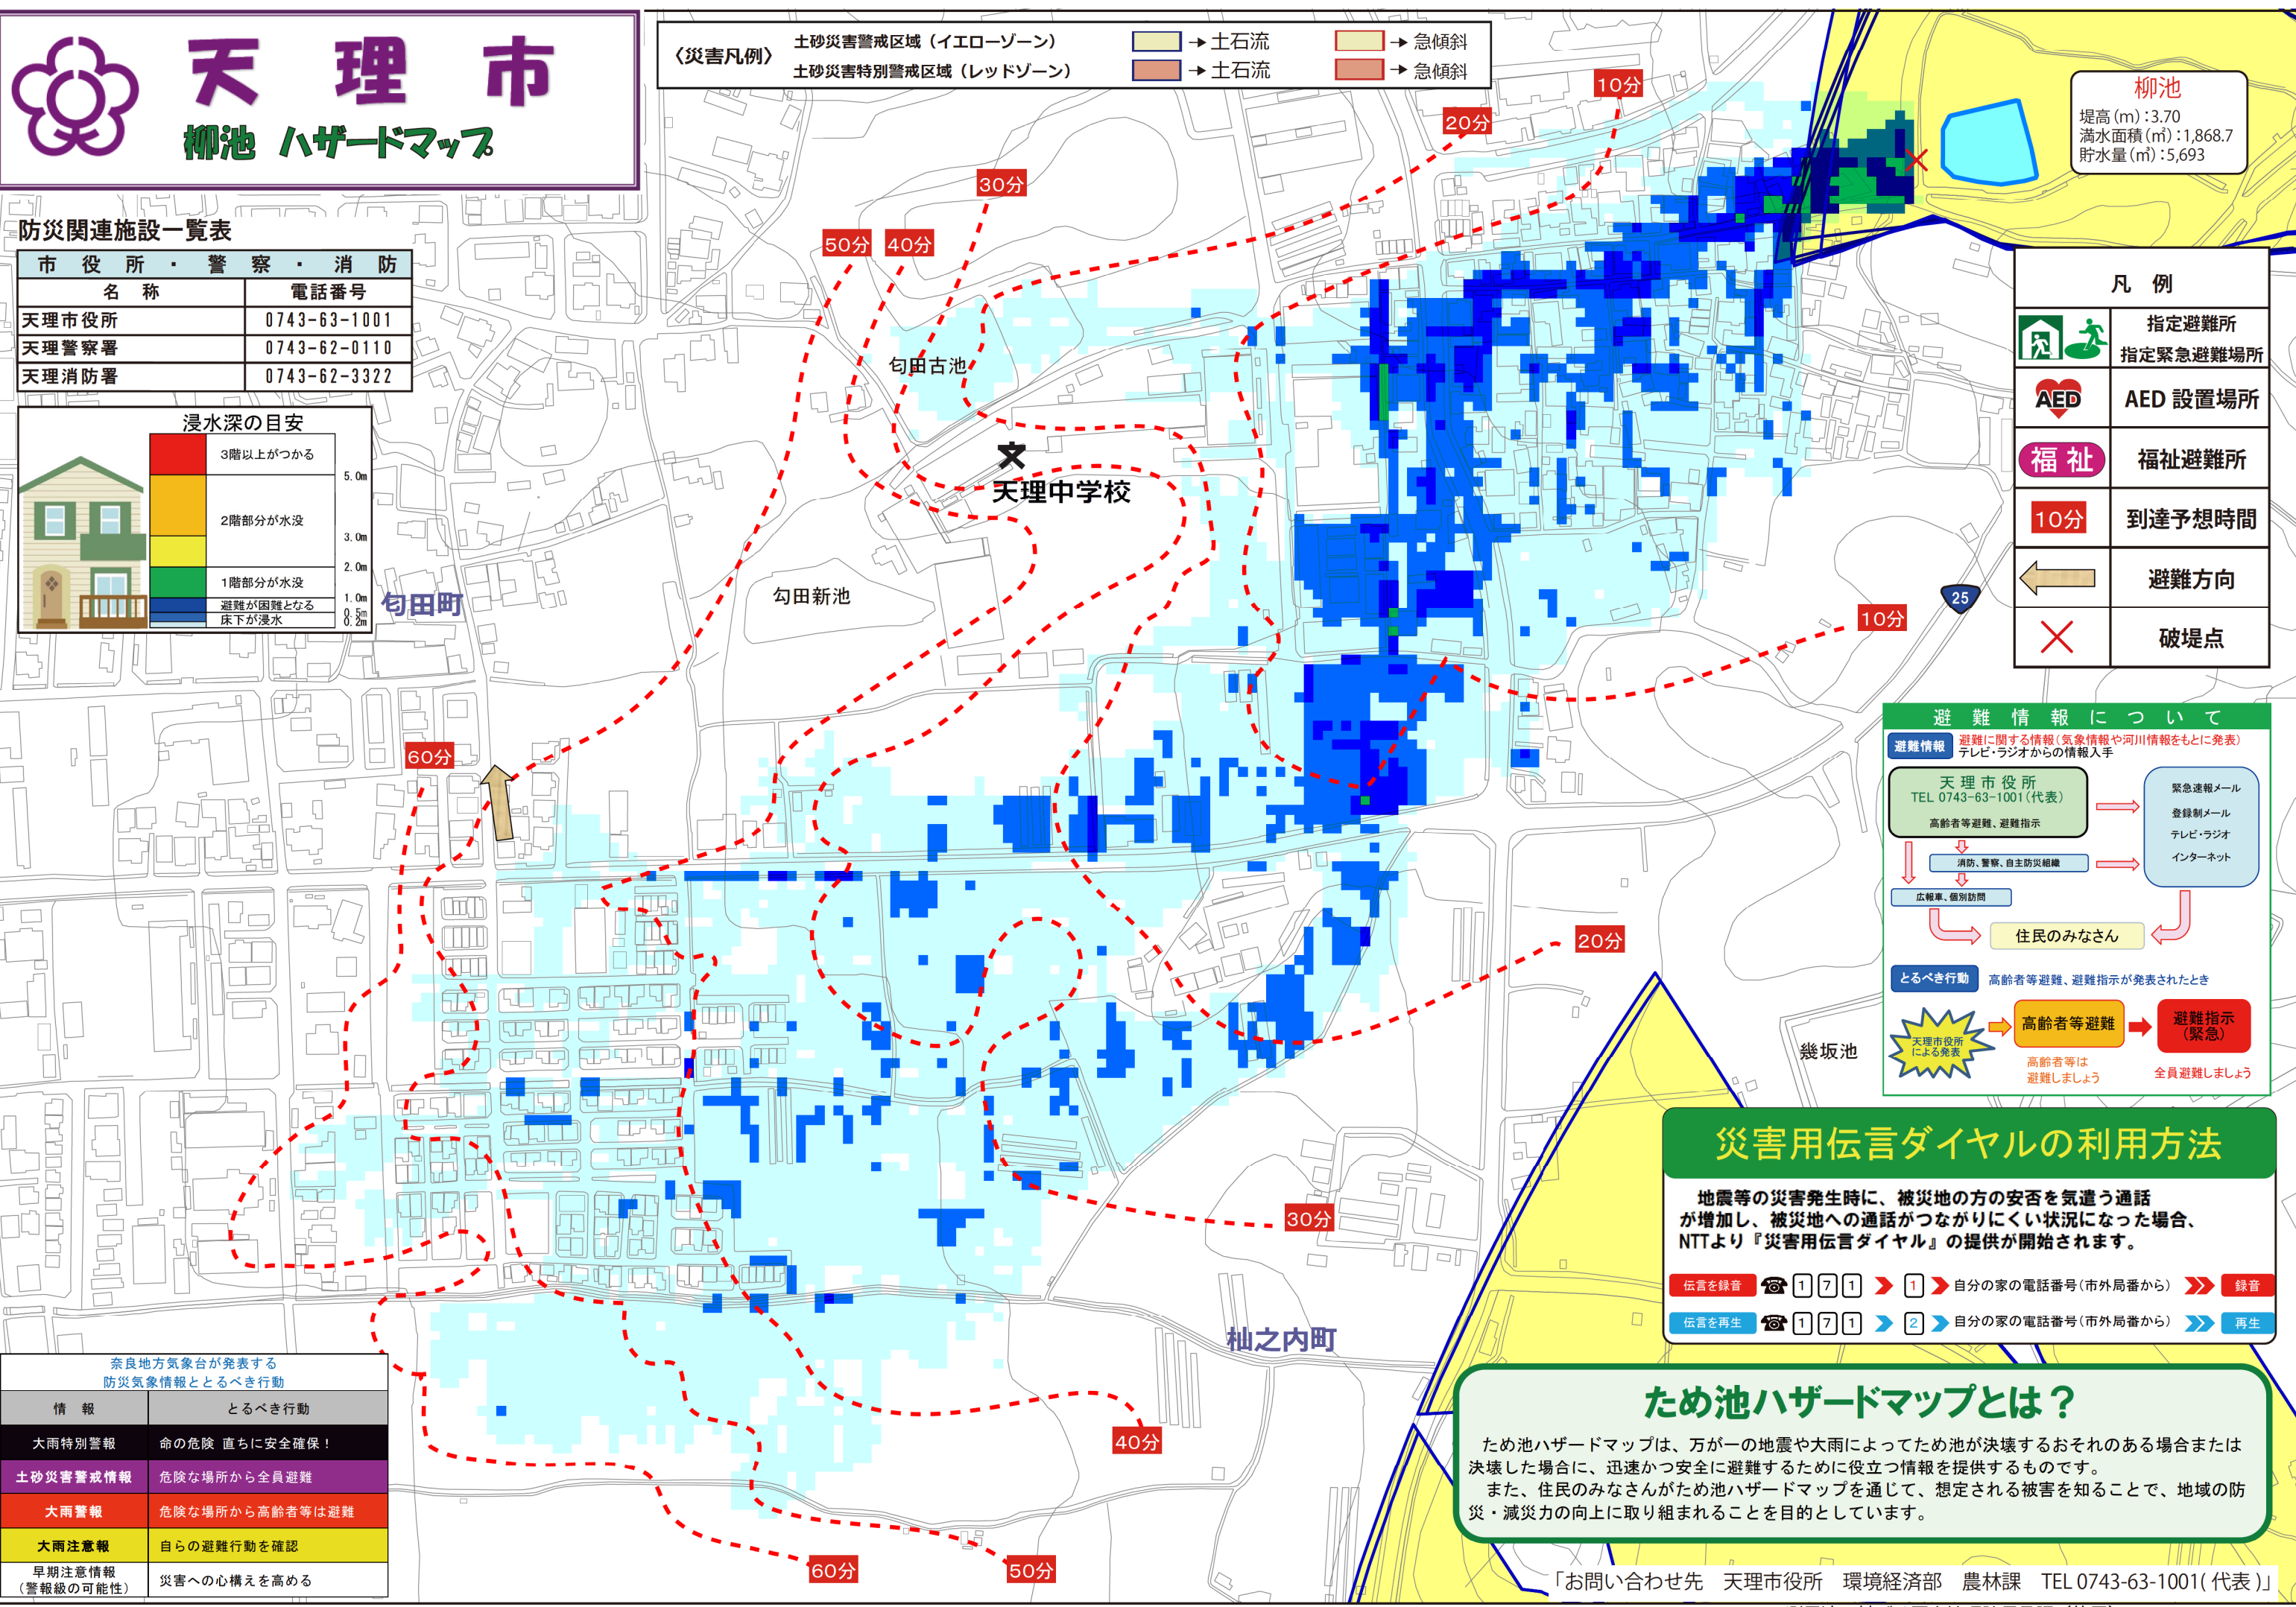 天理市
柳池 ハザードマップ
〈災害凡例〉
土砂災害警戒区域（イエローゾーン） →土石流 →急傾斜
土砂災害特別警戒区域（レッドゾーン） →土石流 →急傾斜
柳池
堤高(m):3.70
満水面積(㎡):1,868.7
貯水量(㎥):5,693
防災関連施設一覧表
市役所・警察・消防
名称 電話番号
天理市役所 0743-63-1001
天理警察署 0743-62-0110
天理消防署 0743-62-3322
浸水深の目安
3階以上がつかる
5.0m
2階部分が水没
3.0m
2.0m
1階部分が水没
1.0m
避難が困難となる
0.5m
床下が浸水
0.2m
10分
20分
30分
50分
40分
匂田古池
文
天理中学校
勾田新池
匂田町
25
10分
60分
20分
幾坂池
30分
杣之内町
40分
60分
50分
凡例
指定避難所
指定緊急避難場所
AED
AED 設置場所
福祉
福祉避難所
10分
到達予想時間
避難方向
破堤点
避難情報について
避難情報
避難に関する情報(気象情報や河川情報をもとに発表)
テレビ・ラジオからの情報入手
天理市役所
TEL 0743-63-1001(代表)
高齢者等避難、避難指示
緊急速報メール
登録制メール
テレビ・ラジオ
インターネット
消防、警察、自主防災組織
広報車、個別訪問
住民のみなさん
とるべき行動
高齢者等避難、避難指示が発表されたとき
天理市役所
による発表
高齢者等避難
避難指示
(緊急)
高齢者等は
避難しましょう
全員避難しましょう
災害用伝言ダイヤルの利用方法
地震等の災害発生時に、被災地の方の安否を気遣う通話
が増加し、被災地への通話がつながりにくい状況になった場合、
NTTより『災害用伝言ダイヤル』の提供が開始されます。
伝言を録音 ☎ 1 7 1 1 自分の家の電話番号(市外局番から) 録音
伝言を再生 ☎ 1 7 1 2 自分の家の電話番号(市外局番から) 再生
ため池ハザードマップとは？
ため池ハザードマップは、万が一の地震や大雨によってため池が決壊するおそれのある場合または
決壊した場合に、迅速かつ安全に避難するために役立つ情報を提供するものです。
また、住民のみなさんがため池ハザードマップを通じて、想定される被害を知ることで、地域の防
災・減災力の向上に取り組まれることを目的としています。
奈良地方気象台が発表する
防災気象情報ととるべき行動
情報 とるべき行動
大雨特別警報 命の危険 直ちに安全確保！
土砂災害警戒情報 危険な場所から全員避難
大雨警報 危険な場所から高齢者等は避難
大雨注意報 自らの避難行動を確認
早期注意情報
(警報級の可能性)
災害への心構えを高める
「お問い合わせ先 天理市役所 環境経済部 農林課 TEL 0743-63-1001(代表)」